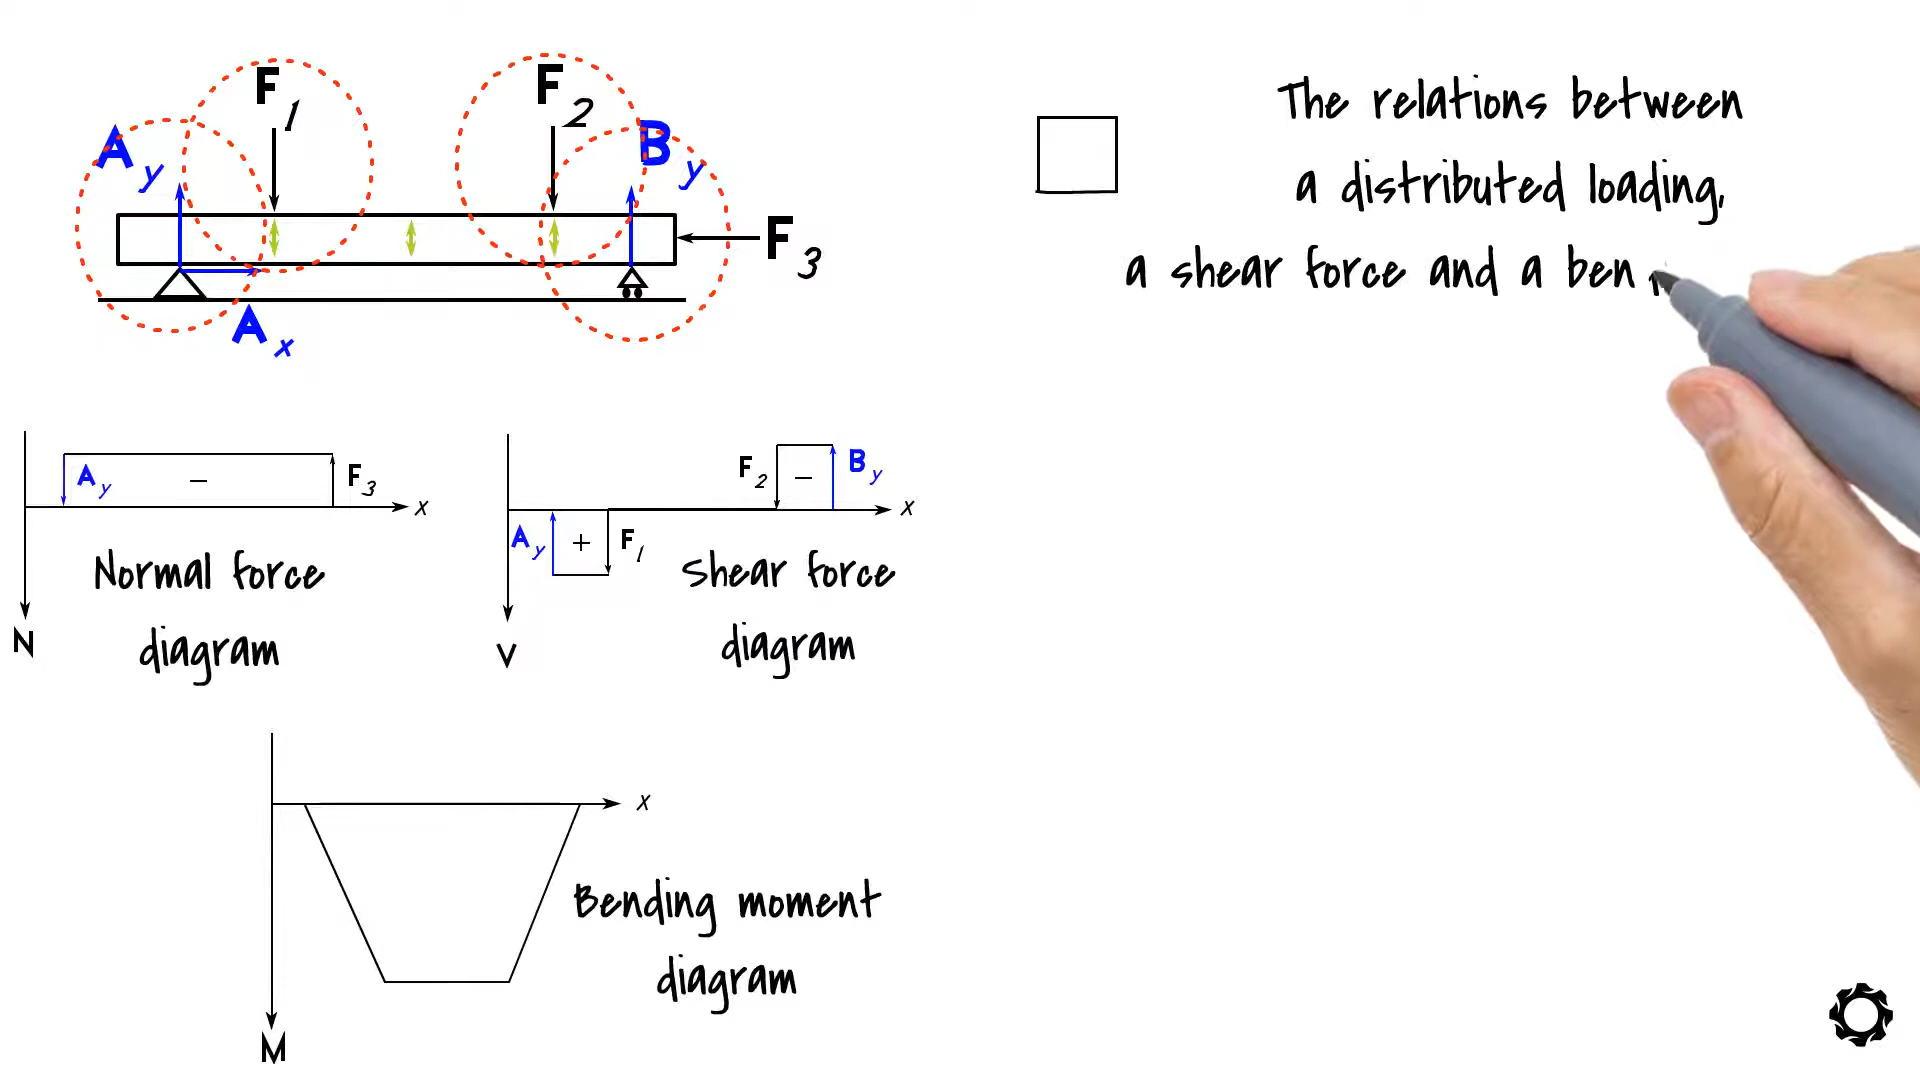 F1
F2
Ay
By
F3
Ax
The relations between
a distributed loading,
a shear force and a ben
Ay
−
F3
x
N
Normal force
diagram
F2
−
By
x
Ay
+
F1
V
Shear force
diagram
x
M
Bending moment
diagram